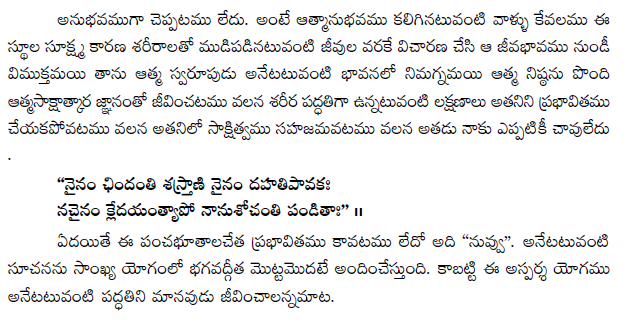 అనుభవముగా చెప్పటము లేదు. అంటే ఆత్మానుభవము కలిగినటువంటి వాళ్ళు కేవలము ఈ
స్థూల సూక్ష్మ కారణ శరీరాలతో ముడిపడినటువంటి జీవుల వరకే విచారణ చేసి ఆ జీవభావము నుండీ
విముక్తమయి తాను ఆత్మ స్వరూపుడు అనేటటువంటి భావనలో నిమగ్నమయి ఆత్మ నిష్ఠను పొంది
ఆత్మసాక్షాత్కార జ్ఞానంతో జీవించటము వలన శరీర పద్ధతిగా ఉన్నటువంటి లక్షణాలు అతనిని ప్రభావితము
చేయకపోవటము వలన అతనిలో సాక్షిత్వము సహజమవటము వలన అతడు నాకు ఎప్పటికీ చావులేదు
.
“నైనం ఛిందంతి శస్త్రాణి నైనం దహతిపావకః
నచైనం క్లేదయంత్యాపో నానుశోచంతి పండితాః” ॥
ఏదయితే ఈ పంచభూతాలచేత ప్రభావితము కావటము లేదో అది “నువ్వు”. అనేటటువంటి
సూచనను సాంఖ్య యోగంలో భగవద్గీత మొట్టమొదటే అందించేస్తుంది. కాబట్టి ఈ అస్పర్శ యోగము
అనేటటువంటి పద్ధతిని మానవుడు జీవించాలన్నమాట.